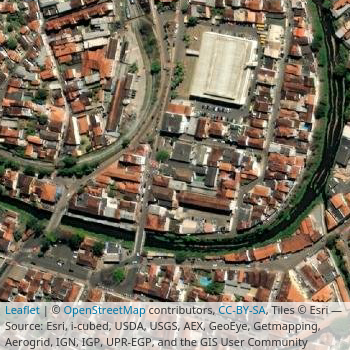 Leaflet | © OpenStreetMap contributors, CC-BY-SA, Tiles © Esri —
Source: Esri, i-cubed, USDA, USGS, AEX, GeoEye, Getmapping,
Aerogrid, IGN, IGP, UPR-EGP, and the GIS User Community